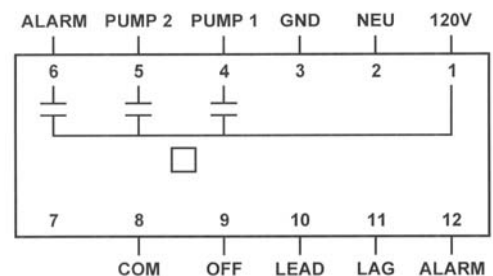 ALARM PUMP 2 PUMP 1 GND NEU 120V
6 5 4 3 2 1
7 8 9 10 11 12
COM OFF LEAD LAG ALARM